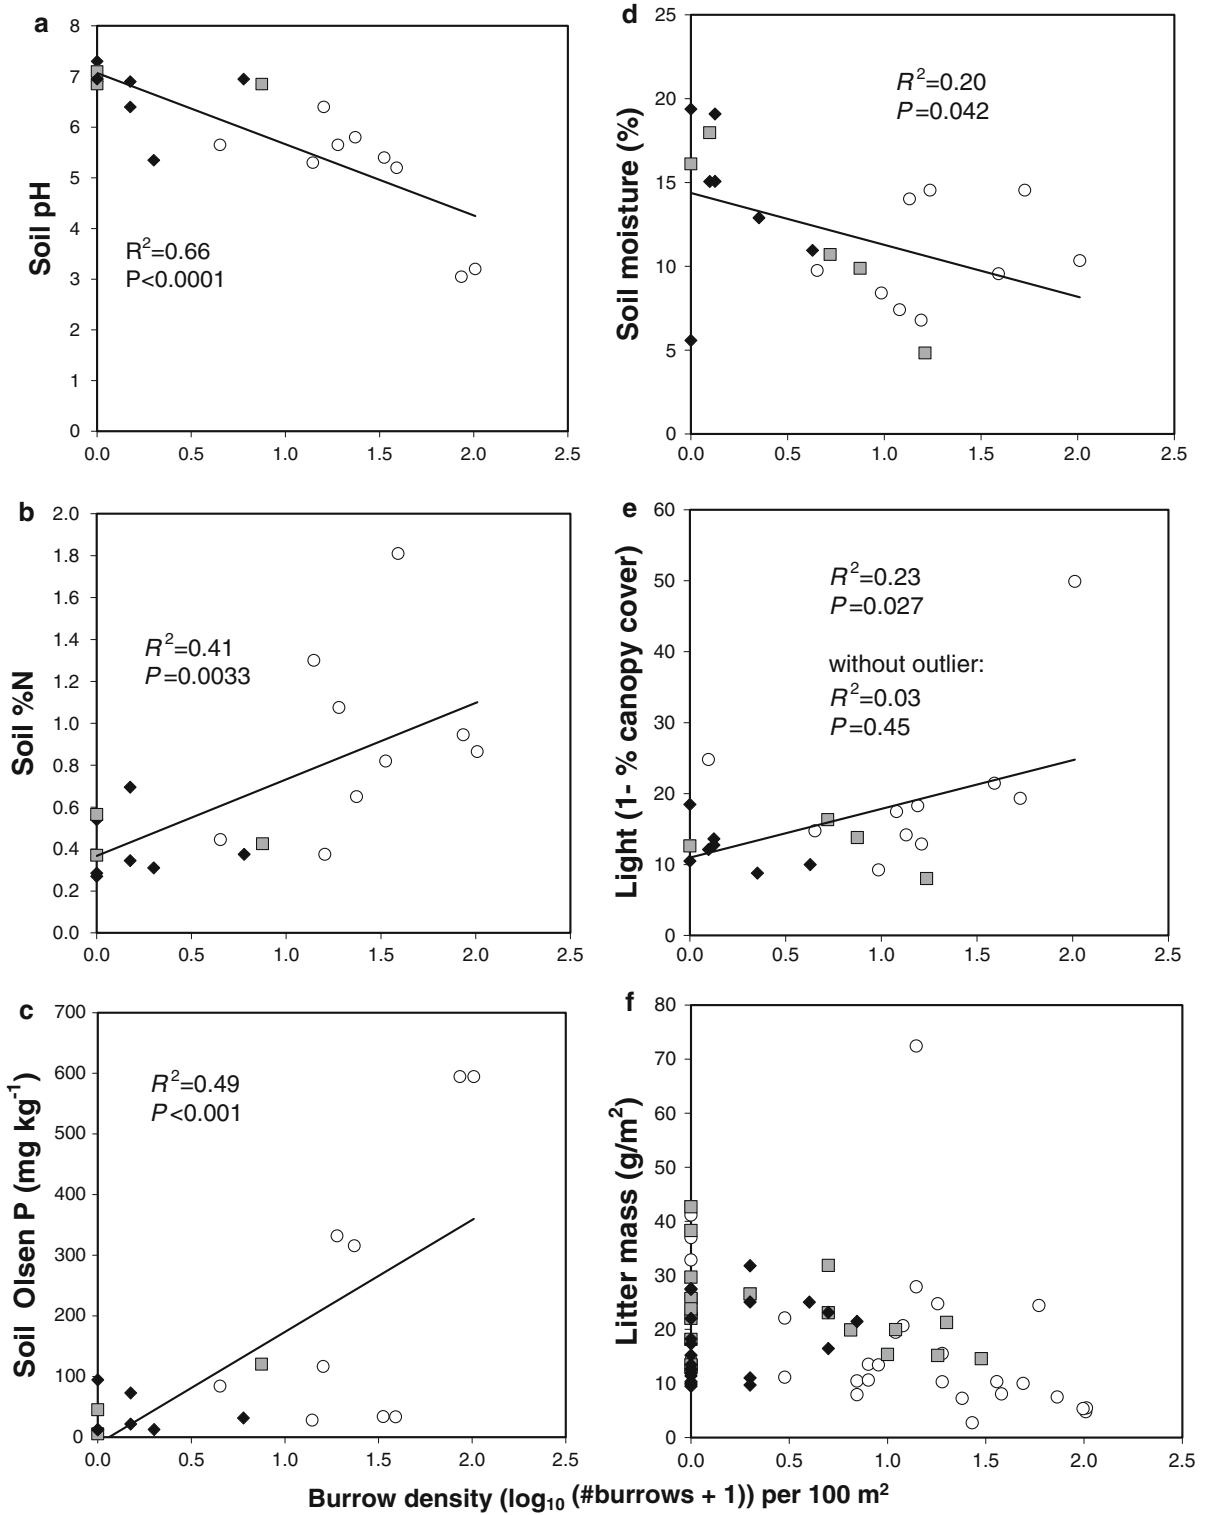 a
8
7
6
5
4
3
2
1
0
Soil pH
R²=0.66
P<0.0001
0.0 0.5 1.0 1.5 2.0 2.5
d
25
20
15
10
5
0
Soil moisture (%)
R²=0.20
P=0.042
0.0 0.5 1.0 1.5 2.0 2.5
b
2.0
1.8
1.6
1.4
1.2
1.0
0.8
0.6
0.4
0.2
0.0
Soil %N
R²=0.41
P=0.0033
0.0 0.5 1.0 1.5 2.0 2.5
e
60
50
40
30
20
10
0
Light (1- % canopy cover)
R²=0.23
P=0.027
without outlier:
R²=0.03
P=0.45
0.0 0.5 1.0 1.5 2.0 2.5
c
700
600
500
400
300
200
100
0
Soil Olsen P (mg kg⁻¹)
R²=0.49
P<0.001
0.0 0.5 1.0 1.5 2.0 2.5
f
80
70
60
50
40
30
20
10
0
Litter mass (g/m²)
0.0 0.5 1.0 1.5 2.0 2.5
Burrow density (log₁₀ (#burrows + 1)) per 100 m²